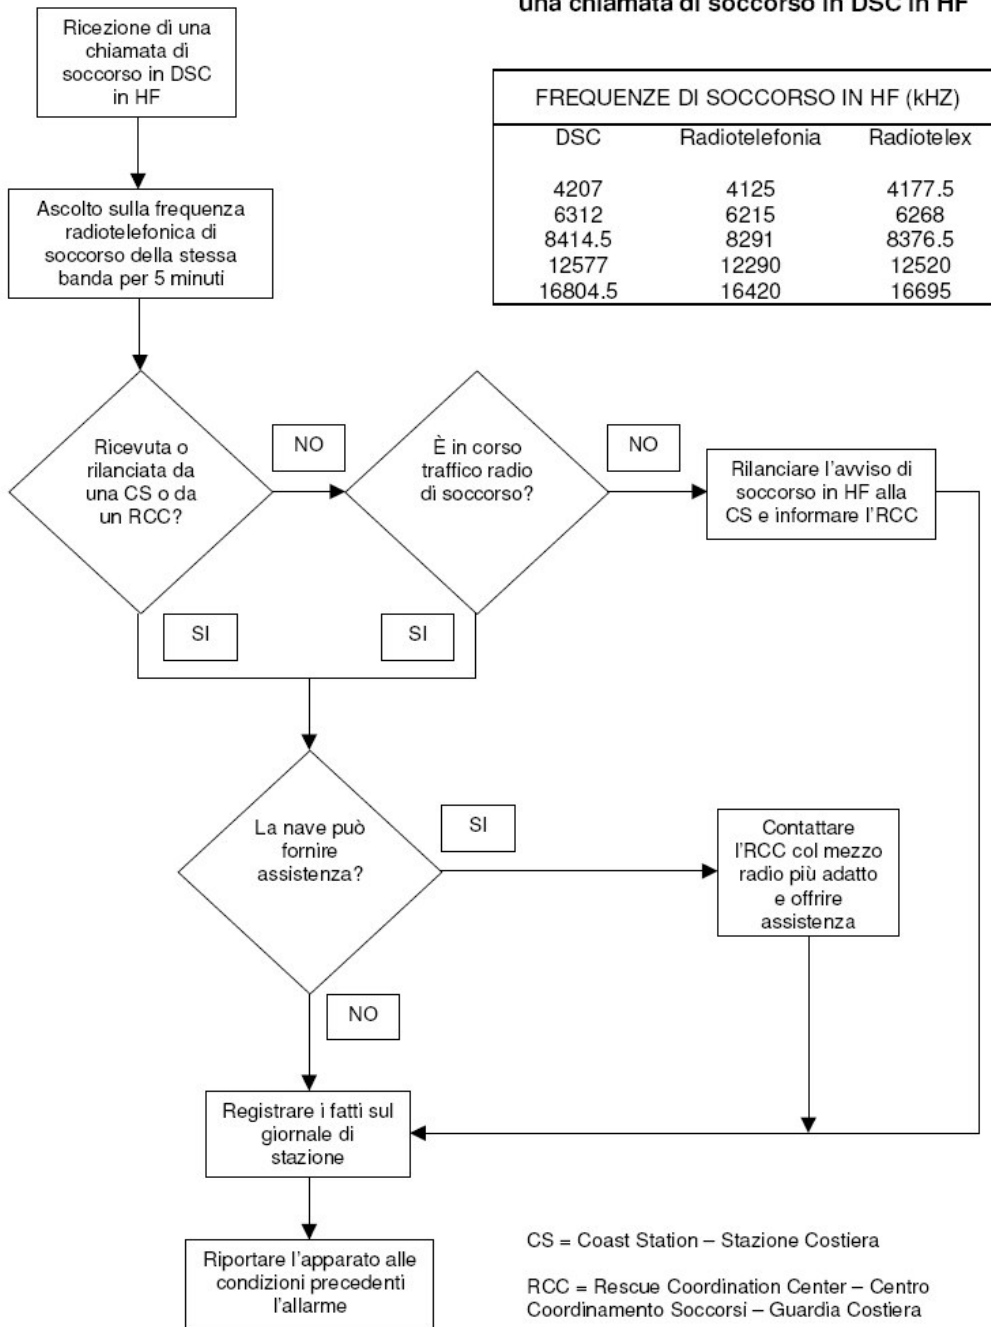 una chiamata di soccorso in DSC in HF
Ricezione di una
chiamata di
soccorso in DSC
in HF
FREQUENZE DI SOCCORSO IN HF (kHZ)
DSC Radiotelefonia Radiotelex
4207 4125 4177.5
6312 6215 6268
8414.5 8291 8376.5
12577 12290 12520
16804.5 16420 16695
Ascolto sulla frequenza
radiotelefonica di
soccorso della stessa
banda per 5 minuti
Ricevuta o
rilanciata da
una CS o da
un RCC?
NO
È in corso
traffico radio
di soccorso?
NO
Rilanciare l'avviso di
soccorso in HF alla
CS e informare l'RCC
SI
SI
La nave può
fornire
assistenza?
SI
Contattare
l'RCC col mezzo
radio più adatto
e offrire
assistenza
NO
Registrare i fatti sul
giornale di
stazione
Riportare l'apparato alle
condizioni precedenti
l'allarme
CS = Coast Station – Stazione Costiera
RCC = Rescue Coordination Center – Centro
Coordinamento Soccorsi – Guardia Costiera